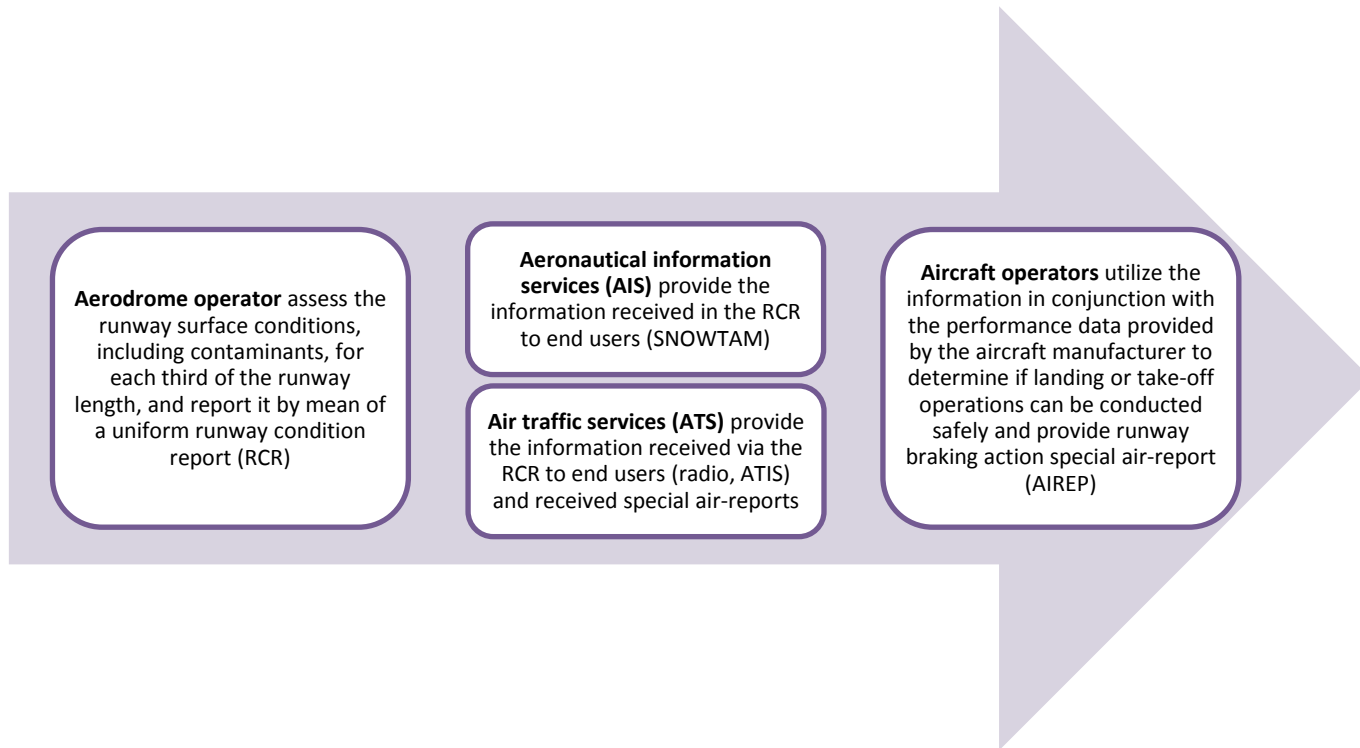 Aerodrome operator assess the
runway surface conditions,
including contaminants, for
each third of the runway
length, and report it by mean of
a uniform runway condition
report (RCR)
Aeronautical information
services (AIS) provide the
information received in the RCR
to end users (SNOWTAM)
Air traffic services (ATS) provide
the information received via the
RCR to end users (radio, ATIS)
and received special air-reports
Aircraft operators utilize the
information in conjunction with
the performance data provided
by the aircraft manufacturer to
determine if landing or take-off
operations can be conducted
safely and provide runway
braking action special air-report
(AIREP)